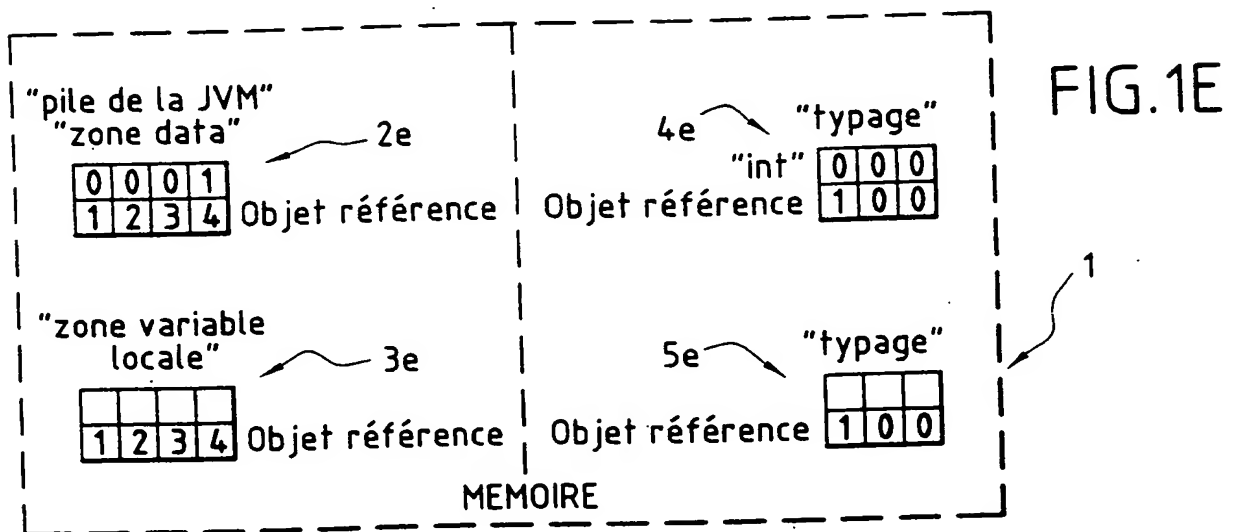 FIG.1E
"pile de la JVM"
"zone data"
2e
0 0 0 1
1 2 3 4 Objet référence
4e
"typage"
"int" 0 0 0
Objet référence 1 0 0
1
"zone variable
locale"
3e
1 2 3 4 Objet référence
5e
"typage"
Objet référence 1 0 0
MEMOIRE